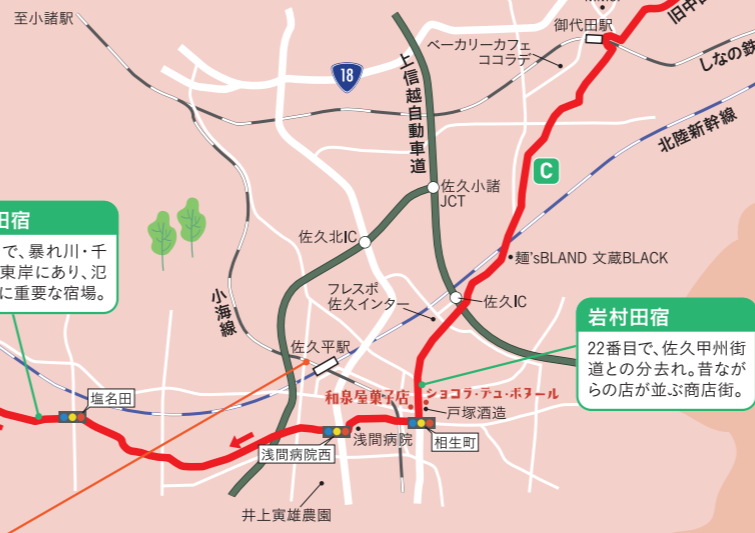 至小諸駅
御代田駅
旧中
ベーカリーカフェ
ココラデ
しなの鉄
18
上信越自動車道
北陸新幹線
C
佐久小諸
JCT
田宿
で、暴れ川・千
東岸にあり、氾
に重要な宿場。
佐久北IC
麺'sBLAND 文蔵BLACK
フレスポ
佐久インター
佐久IC
小海線
岩村田宿
22番目で、佐久甲州街
道との分去れ。昔なが
らの店が並ぶ商店街。
佐久平駅
和泉屋菓子店
ショコラ・デュ・ボヌール
塩名田
戸塚酒造
浅間病院
相生町
浅間病院西
井上寅雄農園